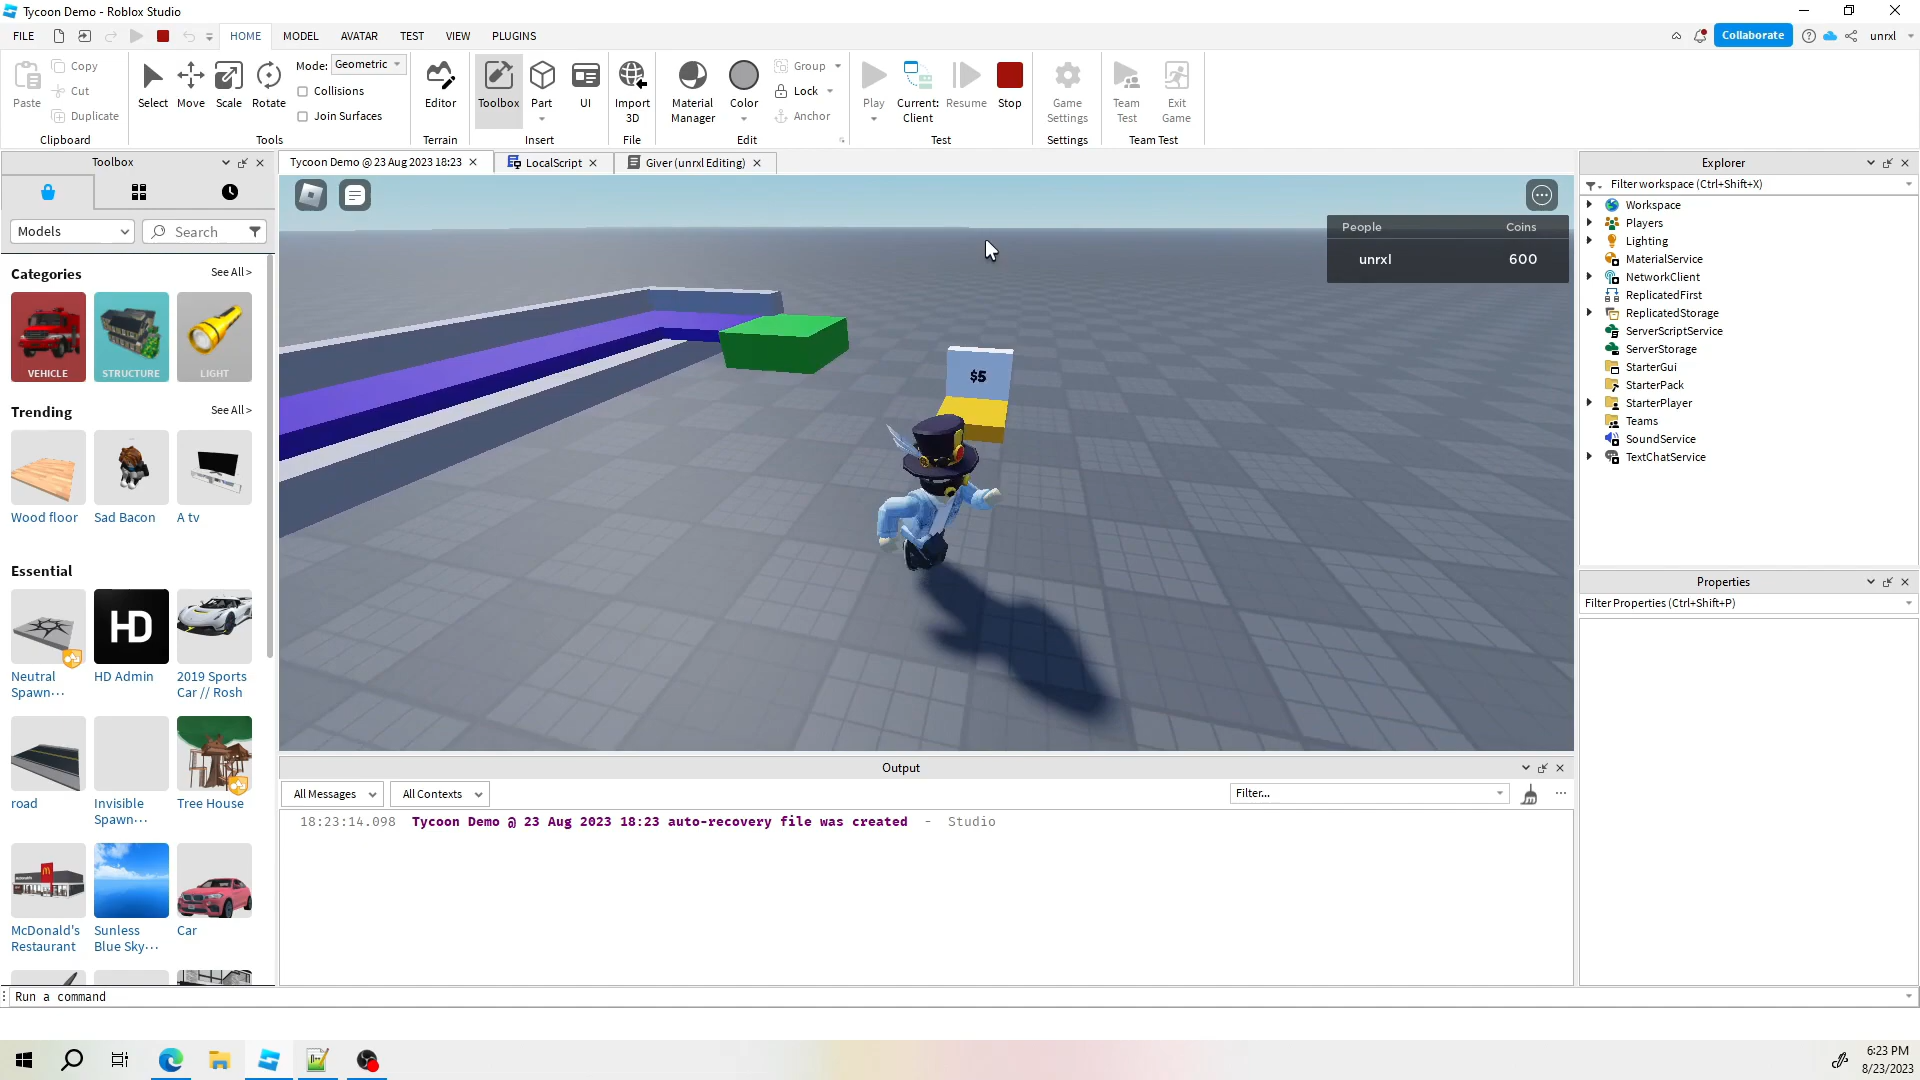 Tycoon Demo - Roblox Studio
FILE
HOME
MODEL
AVATAR
TEST
VIEW
PLUGINS
Collaborate
unrxl
Paste
Copy
Cut
Duplicate
Clipboard
Select
Move
Scale
Rotate
Mode:
Geometric
Collisions
Join Surfaces
Tools
Editor
Terrain
Toolbox
Part
UI
Insert
Import
3D
File
Material
Manager
Color
Group
Lock
Anchor
Edit
Play
Current:
Client
Resume
Stop
Test
Game
Settings
Settings
Team
Test
Exit
Game
Team Test
Toolbox
Models
Search
Categories
See All >
VEHICLE
STRUCTURE
LIGHT
Trending
See All >
Wood floor
Sad Bacon
A tv
Essential
HD
Neutral
Spawn···
HD Admin
2019 Sports
Car // Rosh
road
Invisible
Spawn···
Tree House
McDonald's
Restaurant
Sunless
Blue Sky···
Car
Tycoon Demo @ 23 Aug 2023 18:23
LocalScript
Giver (unrxl Editing)
People
Coins
unrxl
600
$5
Output
All Messages
All Contexts
Filter...
18:23:14.098 Tycoon Demo @ 23 Aug 2023 18:23 auto-recovery file was created - Studio
Explorer
Filter workspace (Ctrl+Shift+X)
Workspace
Players
Lighting
MaterialService
NetworkClient
ReplicatedFirst
ReplicatedStorage
ServerScriptService
ServerStorage
StarterGui
StarterPack
StarterPlayer
Teams
SoundService
TextChatService
Properties
Filter Properties (Ctrl+Shift+P)
Run a command
6:23 PM
8/23/2023